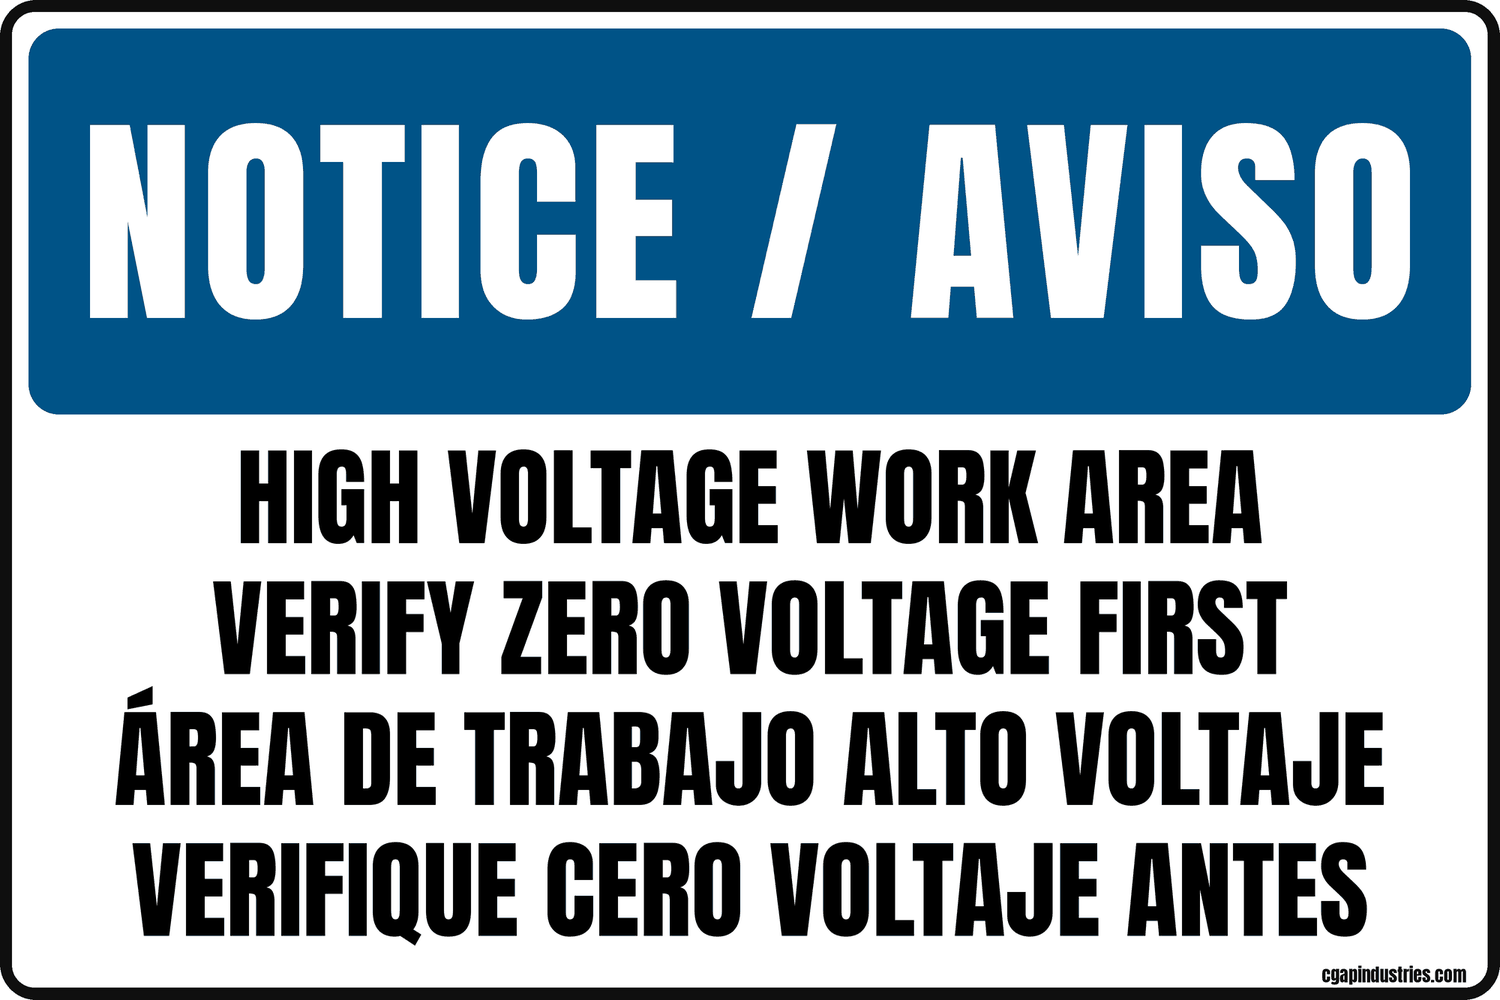 NOTICE / AVISO
HIGH VOLTAGE WORK AREA
VERIFY ZERO VOLTAGE FIRST
ÁREA DE TRABAJO ALTO VOLTAJE
VERIFIQUE CERO VOLTAJE ANTES
cgapindustries.com